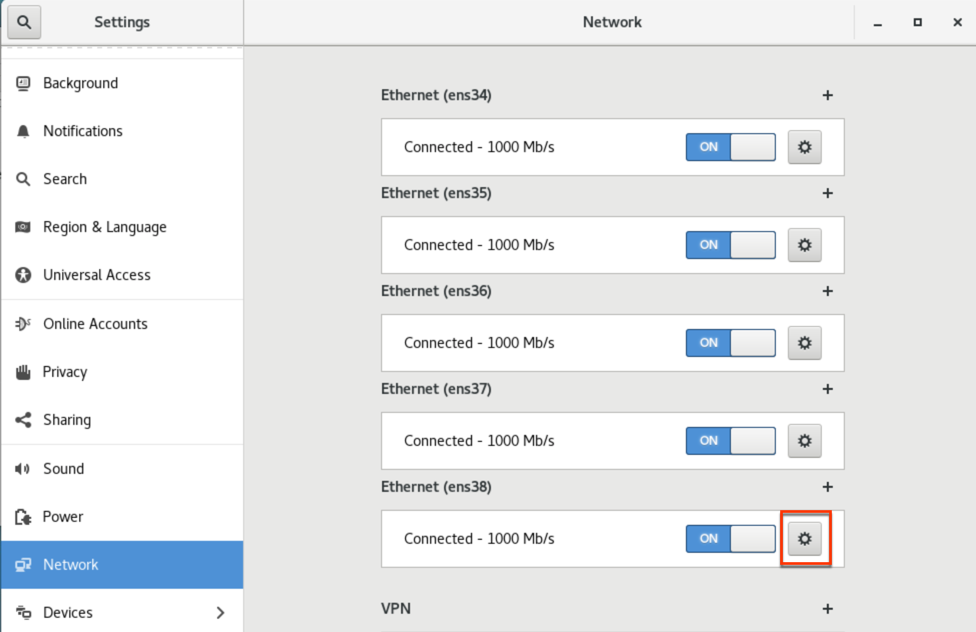 Settings
Network
Background
Notifications
Search
Region & Language
Universal Access
Online Accounts
Privacy
Sharing
Sound
Power
Network
Devices
Ethernet (ens34)
Connected - 1000 Mb/s ON
Ethernet (ens35)
Connected - 1000 Mb/s ON
Ethernet (ens36)
Connected - 1000 Mb/s ON
Ethernet (ens37)
Connected - 1000 Mb/s ON
Ethernet (ens38)
Connected - 1000 Mb/s ON
VPN